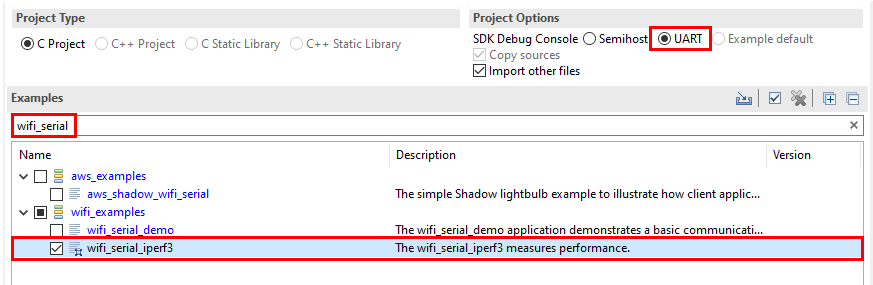 Project Type
C Project C++ Project C Static Library C++ Static Library
Project Options
SDK Debug Console Semihost UART Example default
Copy sources
Import other files
Examples
wifi_serial
Name Description Version
aws_examples
aws_shadow_wifi_serial The simple Shadow lightbulb example to illustrate how client applic...
wifi_examples
wifi_serial_demo The wifi_serial_demo application demonstrates a basic communicati...
wifi_serial_iperf3 The wifi_serial_iperf3 measures performance.